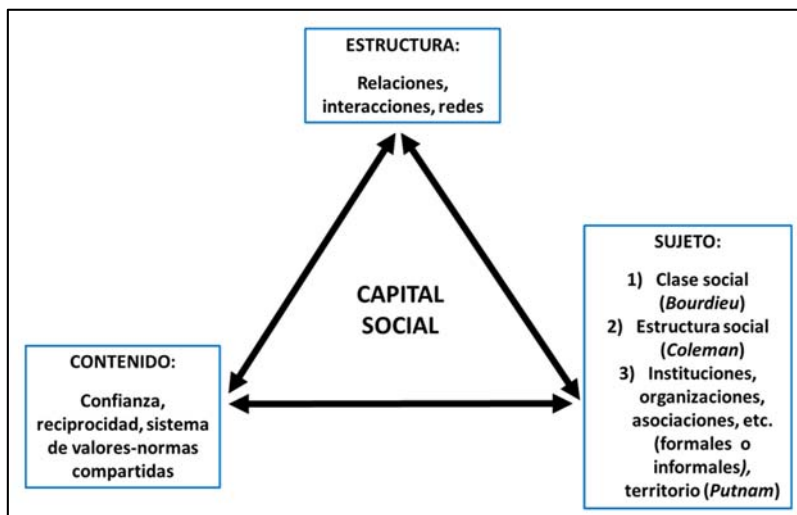 ESTRUCTURA:
Relaciones,
interacciones, redes
CAPITAL
SOCIAL
CONTENIDO:
Confianza,
reciprocidad, sistema
de valores-normas
compartidas
SUJETO:
1) Clase social
(Bourdieu)
2) Estructura social
(Coleman)
3) Instituciones,
organizaciones,
asociaciones, etc.
(formales o
informales),
territorio (Putnam)